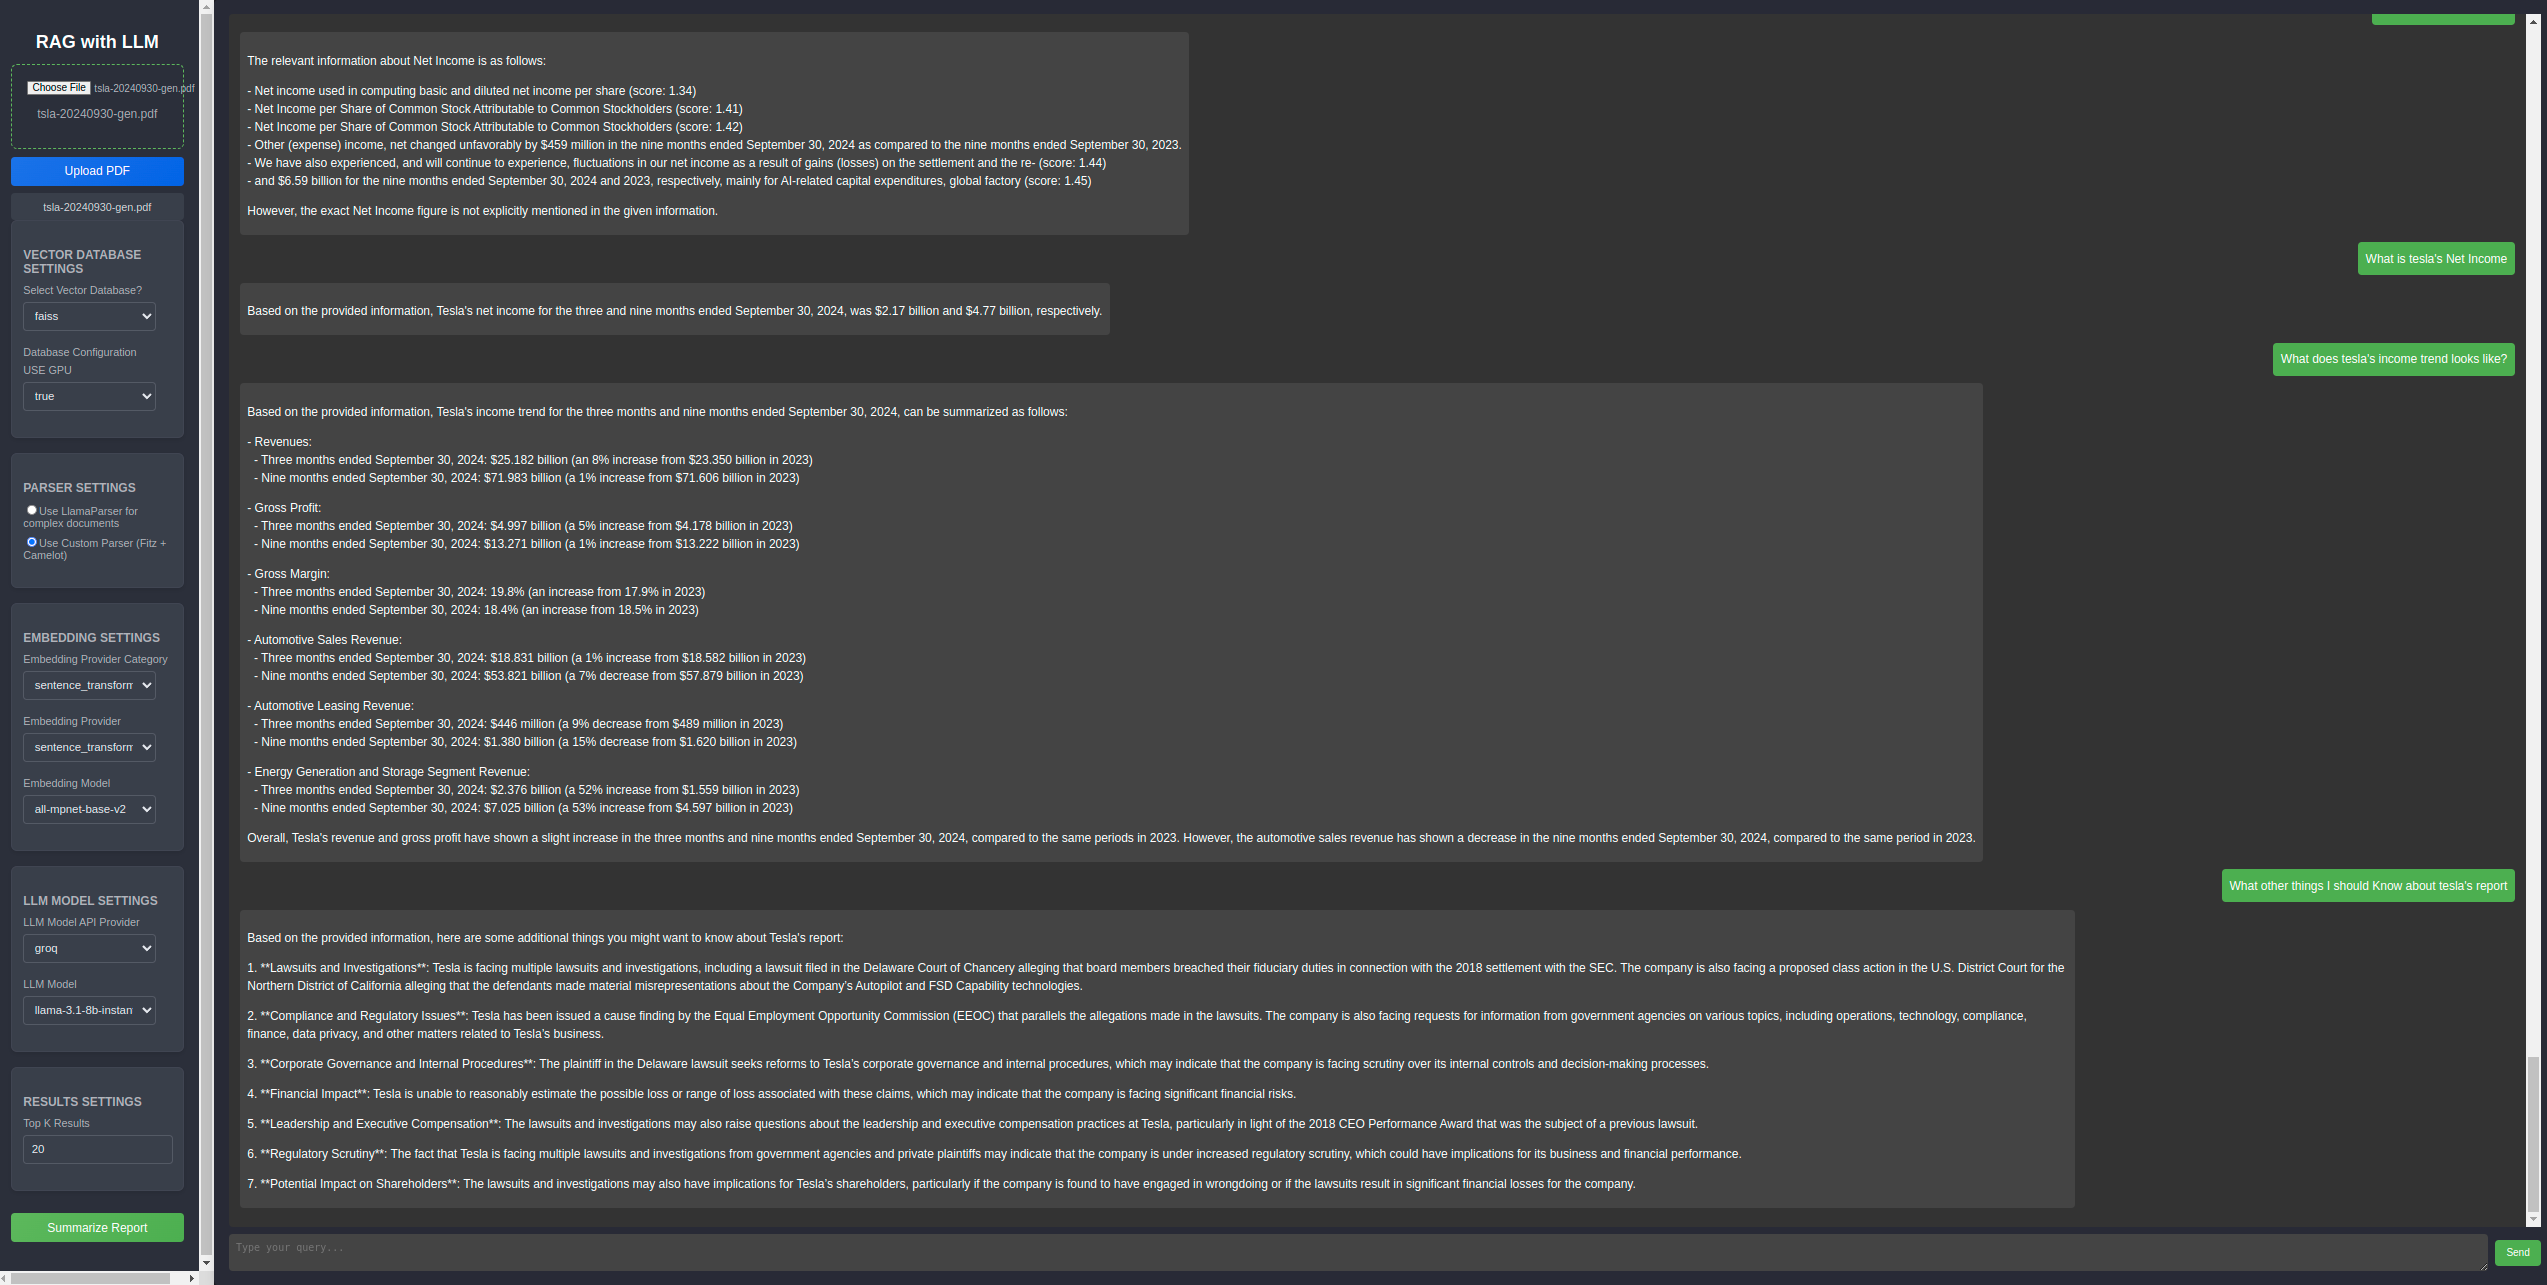 RAG with LLM
Choose File tsla-20240930-gen.pdf
tsla-20240930-gen.pdf
Upload PDF
tsla-20240930-gen.pdf
VECTOR DATABASE
SETTINGS
Select Vector Database?
faiss
Database Configuration
USE GPU
true
PARSER SETTINGS
Use LlamaParser for
complex documents
Use Custom Parser (Fitz +
Camelot)
EMBEDDING SETTINGS
Embedding Provider Category
sentence_transform
Embedding Provider
sentence_transform
Embedding Model
all-mpnet-base-v2
LLM MODEL SETTINGS
LLM Model API Provider
groq
LLM Model
llama-3.1-8b-instan
RESULTS SETTINGS
Top K Results
20
Summarize Report
The relevant information about Net Income is as follows:
- Net income used in computing basic and diluted net income per share (score: 1.34)
- Net Income per Share of Common Stock Attributable to Common Stockholders (score: 1.41)
- Net Income per Share of Common Stock Attributable to Common Stockholders (score: 1.42)
- Other (expense) income, net changed unfavorably by $459 million in the nine months ended September 30, 2024 as compared to the nine months ended September 30, 2023.
- We have also experienced, and will continue to experience, fluctuations in our net income as a result of gains (losses) on the settlement and the re- (score: 1.44)
- and $6.59 billion for the nine months ended September 30, 2024 and 2023, respectively, mainly for AI-related capital expenditures, global factory (score: 1.45)
However, the exact Net Income figure is not explicitly mentioned in the given information.
What is tesla's Net Income
Based on the provided information, Tesla's net income for the three and nine months ended September 30, 2024, was $2.17 billion and $4.77 billion, respectively.
What does tesla's income trend looks like?
Based on the provided information, Tesla's income trend for the three months and nine months ended September 30, 2024, can be summarized as follows:
- Revenues:
- Three months ended September 30, 2024: $25.182 billion (an 8% increase from $23.350 billion in 2023)
- Nine months ended September 30, 2024: $71.983 billion (a 1% increase from $71.606 billion in 2023)
- Gross Profit:
- Three months ended September 30, 2024: $4.997 billion (a 5% increase from $4.178 billion in 2023)
- Nine months ended September 30, 2024: $13.271 billion (a 1% increase from $13.222 billion in 2023)
- Gross Margin:
- Three months ended September 30, 2024: 19.8% (an increase from 17.9% in 2023)
- Nine months ended September 30, 2024: 18.4% (an increase from 18.5% in 2023)
- Automotive Sales Revenue:
- Three months ended September 30, 2024: $18.831 billion (a 1% increase from $18.582 billion in 2023)
- Nine months ended September 30, 2024: $53.821 billion (a 7% decrease from $57.879 billion in 2023)
- Automotive Leasing Revenue:
- Three months ended September 30, 2024: $446 million (a 9% decrease from $489 million in 2023)
- Nine months ended September 30, 2024: $1.380 billion (a 15% decrease from $1.620 billion in 2023)
- Energy Generation and Storage Segment Revenue:
- Three months ended September 30, 2024: $2.376 billion (a 52% increase from $1.559 billion in 2023)
- Nine months ended September 30, 2024: $7.025 billion (a 53% increase from $4.597 billion in 2023)
Overall, Tesla's revenue and gross profit have shown a slight increase in the three months and nine months ended September 30, 2024, compared to the same periods in 2023. However, the automotive sales revenue has shown a decrease in the nine months ended September 30, 2024, compared to the same period in 2023.
What other things I should Know about tesla's report
Based on the provided information, here are some additional things you might want to know about Tesla's report:
1. **Lawsuits and Investigations**: Tesla is facing multiple lawsuits and investigations, including a lawsuit filed in the Delaware Court of Chancery alleging that board members breached their fiduciary duties in connection with the 2018 settlement with the SEC. The company is also facing a proposed class action in the U.S. District Court for the
Northern District of California alleging that the defendants made material misrepresentations about the Company's Autopilot and FSD Capability technologies.
2. **Compliance and Regulatory Issues**: Tesla has been issued a cause finding by the Equal Employment Opportunity Commission (EEOC) that parallels the allegations made in the lawsuits. The company is also facing requests for information from government agencies on various topics, including operations, technology, compliance,
finance, data privacy, and other matters related to Tesla's business.
3. **Corporate Governance and Internal Procedures**: The plaintiff in the Delaware lawsuit seeks reforms to Tesla's corporate governance and internal procedures, which may indicate that the company is facing scrutiny over its internal controls and decision-making processes.
4. **Financial Impact**: Tesla is unable to reasonably estimate the possible loss or range of loss associated with these claims, which may indicate that the company is facing significant financial risks.
5. **Leadership and Executive Compensation**: The lawsuits and investigations may also raise questions about the leadership and executive compensation practices at Tesla, particularly in light of the 2018 CEO Performance Award that was the subject of a previous lawsuit.
6. **Regulatory Scrutiny**: The fact that Tesla is facing multiple lawsuits and investigations from government agencies and private plaintiffs may indicate that the company is under increased regulatory scrutiny, which could have implications for its business and financial performance.
7. **Potential Impact on Shareholders**: The lawsuits and investigations may also have implications for Tesla's shareholders, particularly if the company is found to have engaged in wrongdoing or if the lawsuits result in significant financial losses for the company.
Type your query...
Send